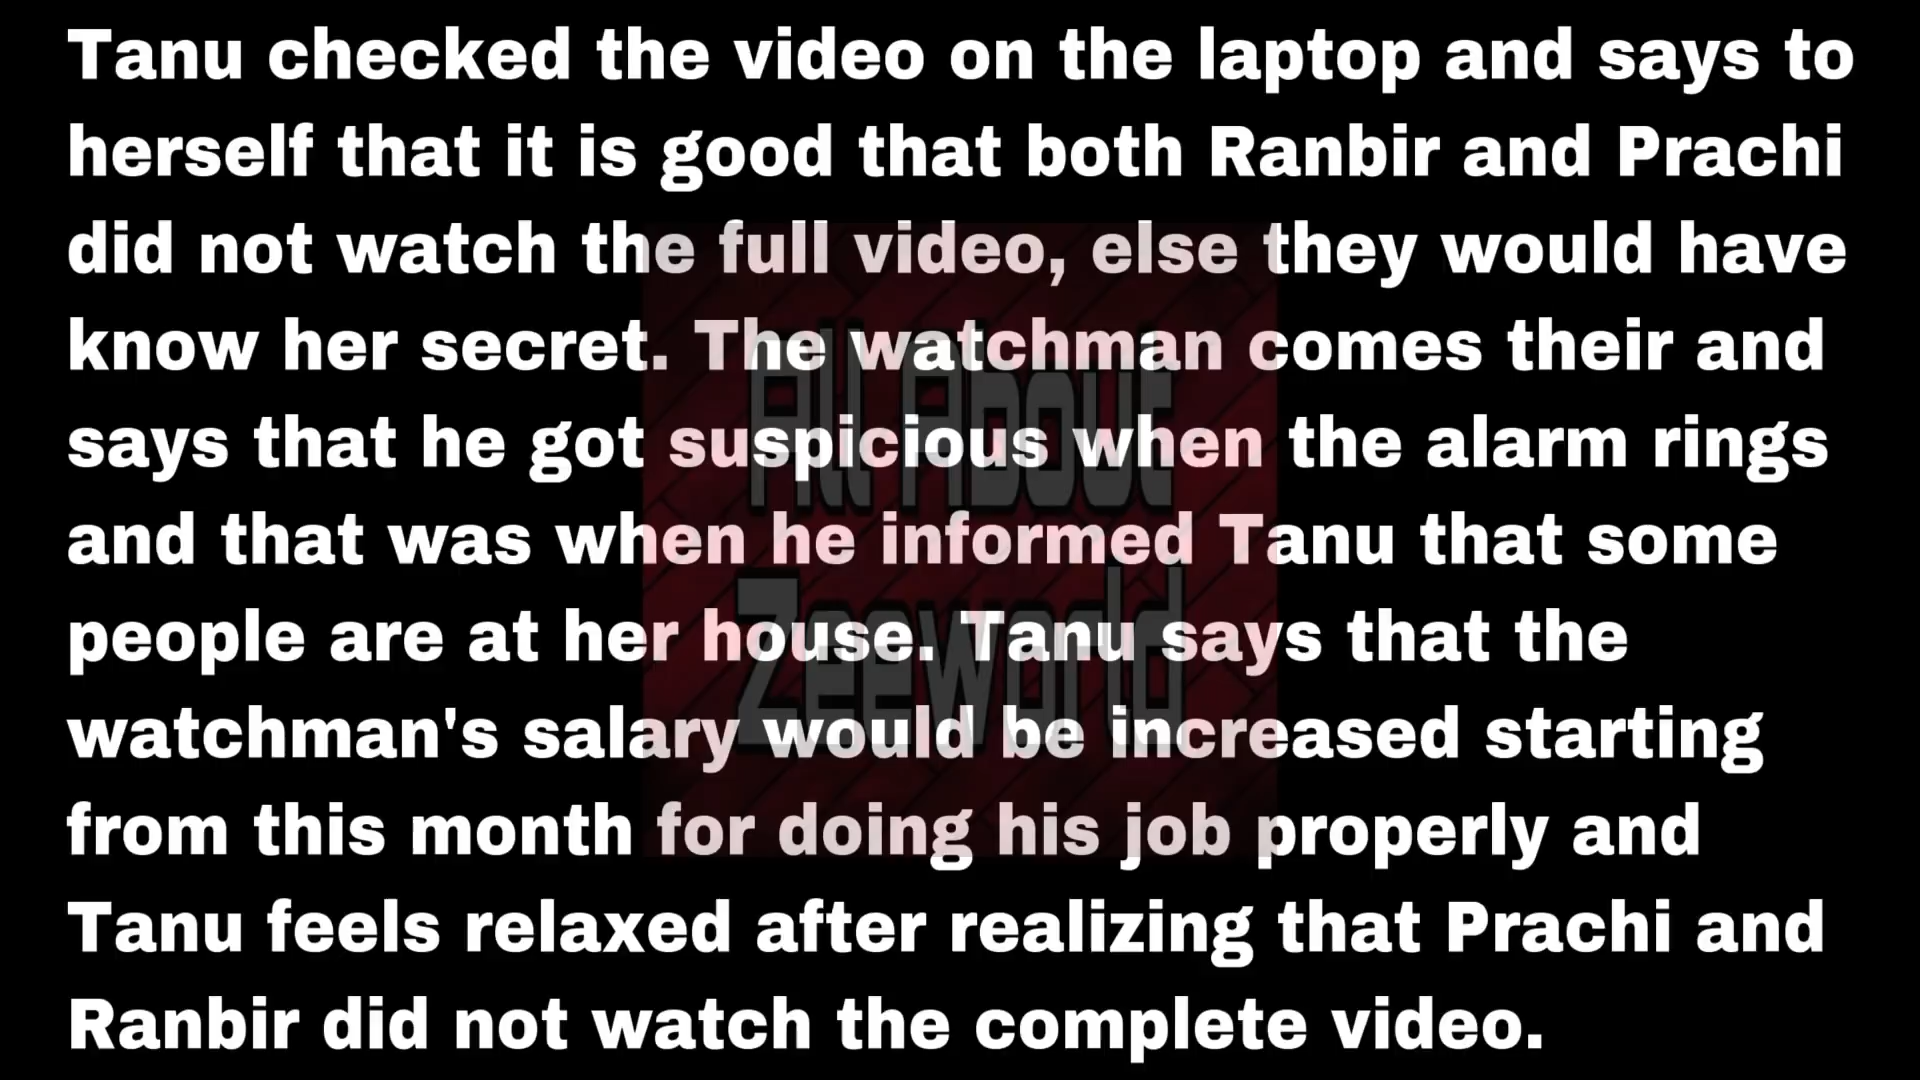 Tanu checked the video on the laptop and says to
herself that it is good that both Ranbir and Prachi
did not watch the full video, else they would have
know her secret. The watchman comes their and
says that he got suspicious when the alarm rings
and that was when he informed Tanu that some
people are at her house. Tanu says that the
watchman's salary would be increased starting
from this month for doing his job properly and
Tanu feels relaxed after realizing that Prachi and
Ranbir did not watch the complete video.
All About
Zeeworld